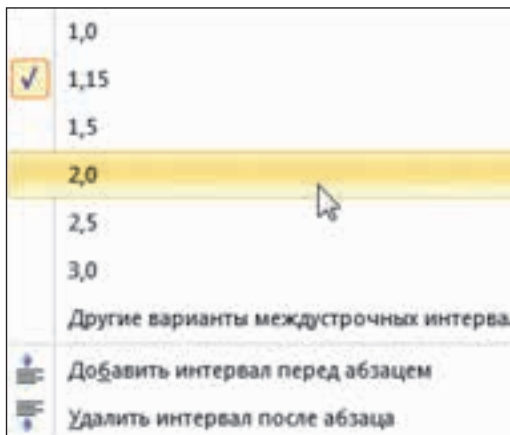 1,0
1,15
1,5
2,0
2,5
3,0
Другие варианты междустрочных
Добавить интервал перед абзацем
Удалить интервал после абзаца